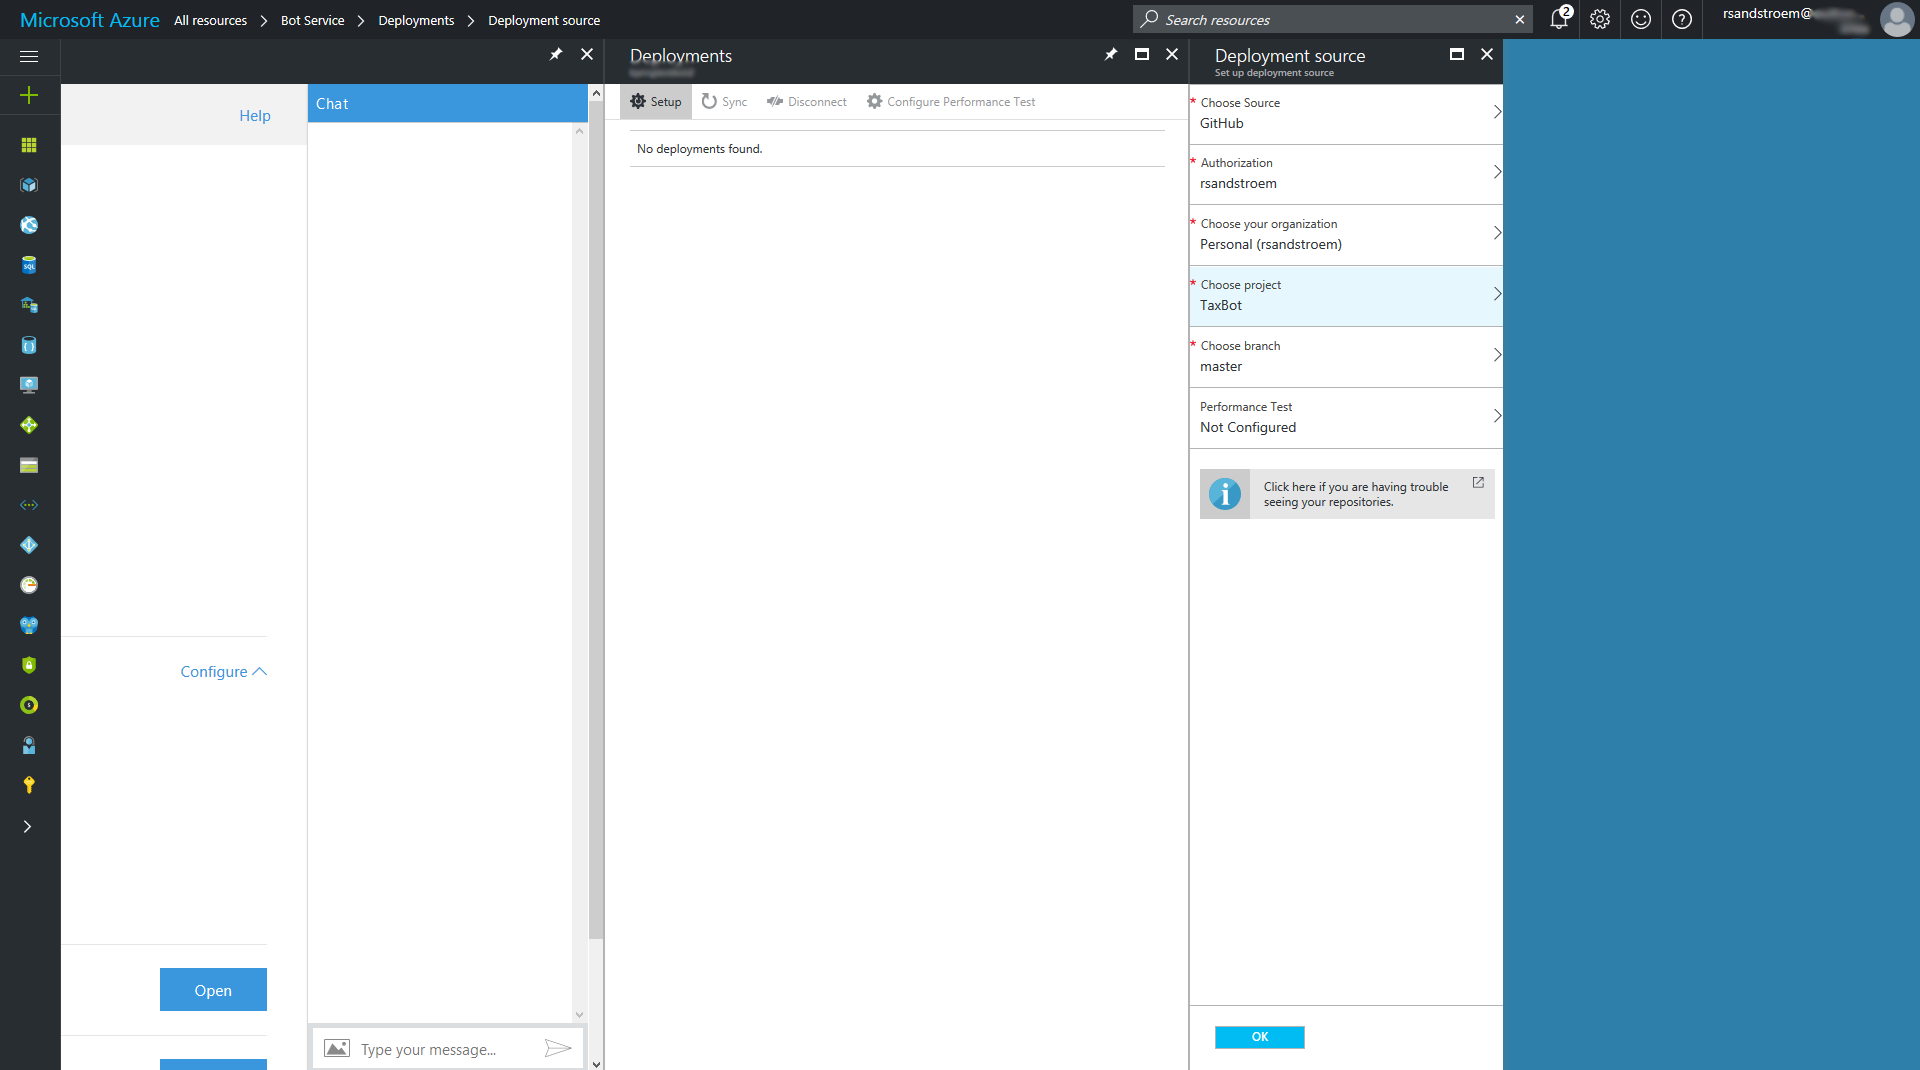 Microsoft Azure
All resources
Bot Service
Deployments
Deployment source
Search resources
2
rsandstroem@
Help
Configure
Open
Chat
Type your message...
Deployments
Setup
Sync
Disconnect
Configure Performance Test
No deployments found.
Deployment source
Set up deployment source
* Choose Source
GitHub
* Authorization
rsandstroem
* Choose your organization
Personal (rsandstroem)
* Choose project
TaxBot
* Choose branch
master
Performance Test
Not Configured
Click here if you are having trouble
seeing your repositories.
OK